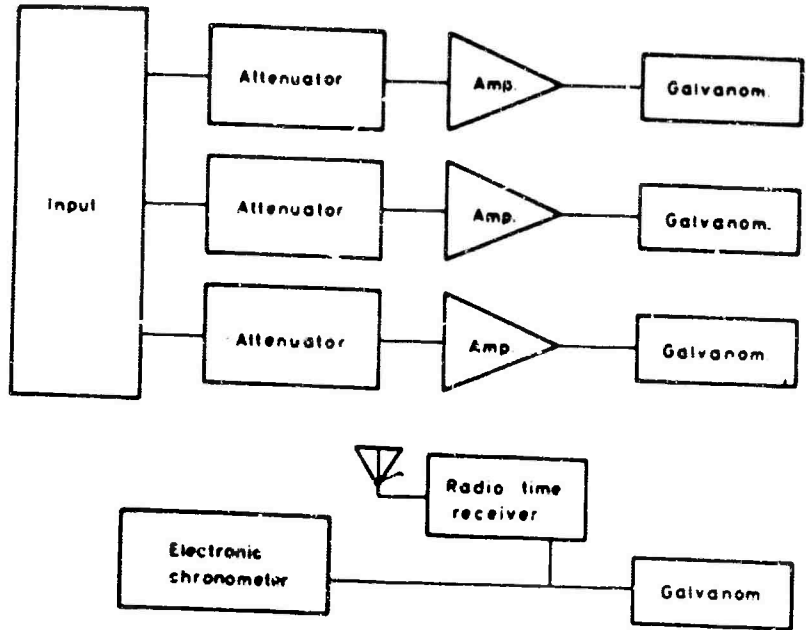 Attenuator
Amp.
Galvanom.
Input
Attenuator
Amp.
Galvanom.
Attenuator
Amp.
Galvanom
Radio time
receiver
Electronic
chronometer
Galvanom